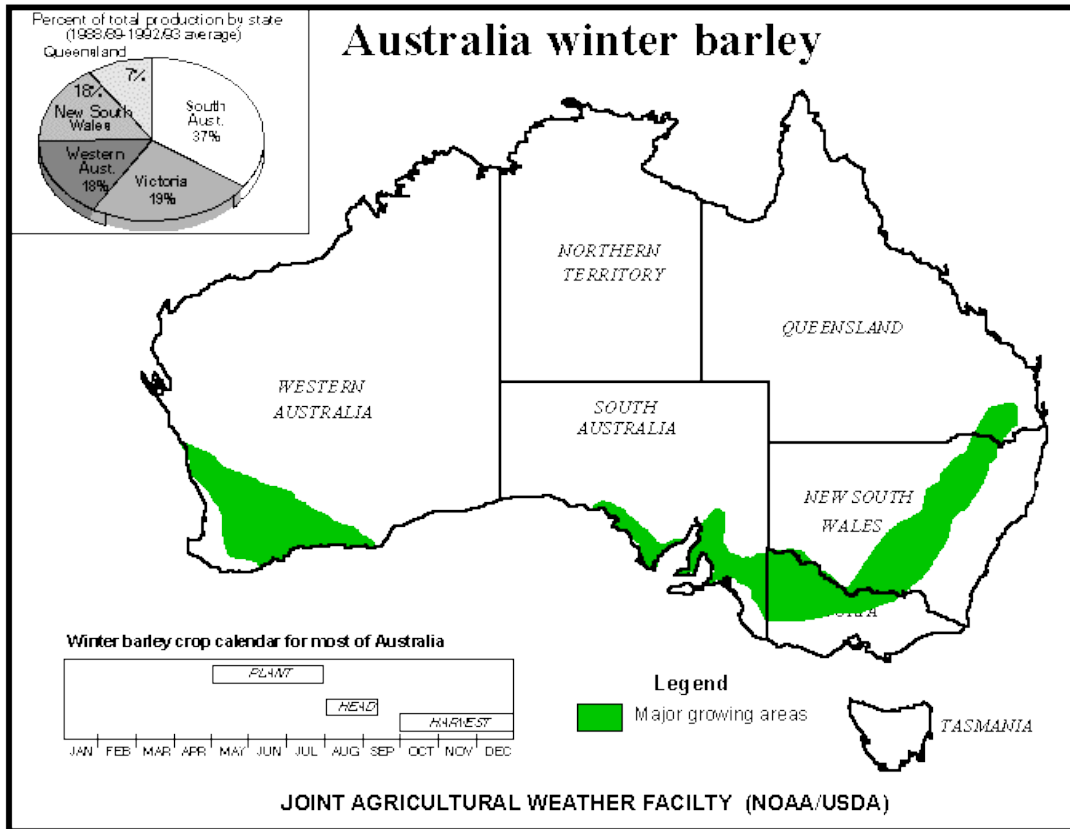 Percent of total production by state
(1988/89-1992/93 average)
Queensland
7%
18%
New South
Wales
South
Aust.
37%
Western
Aust.
18%
Victoria
19%
Australia winter barley
NORTHERN
TERRITORY
QUEENSLAND
WESTERN
AUSTRALIA
SOUTH
AUSTRALIA
NEW SOUTH
WALES
Winter barley crop calendar for most of Australia
PLANT
HEAD
HARVEST
JAN FEB MAR APR MAY JUN JUL AUG SEP OCT NOV DEC
Legend
Major growing areas
TASMANIA
JOINT AGRICULTURAL WEATHER FACILTY (NOAA/USDA)